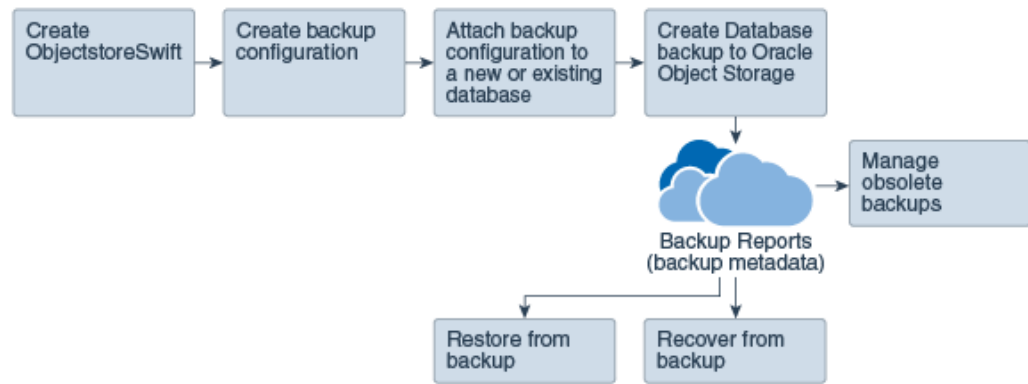 Create
ObjectstoreSwift
Create backup
configuration
Attach backup
configuration to
a new or existing
database
Create Database
backup to Oracle
Object Storage
Manage
obsolete
backups
Backup Reports
(backup metadata)
Restore from
backup
Recover from
backup